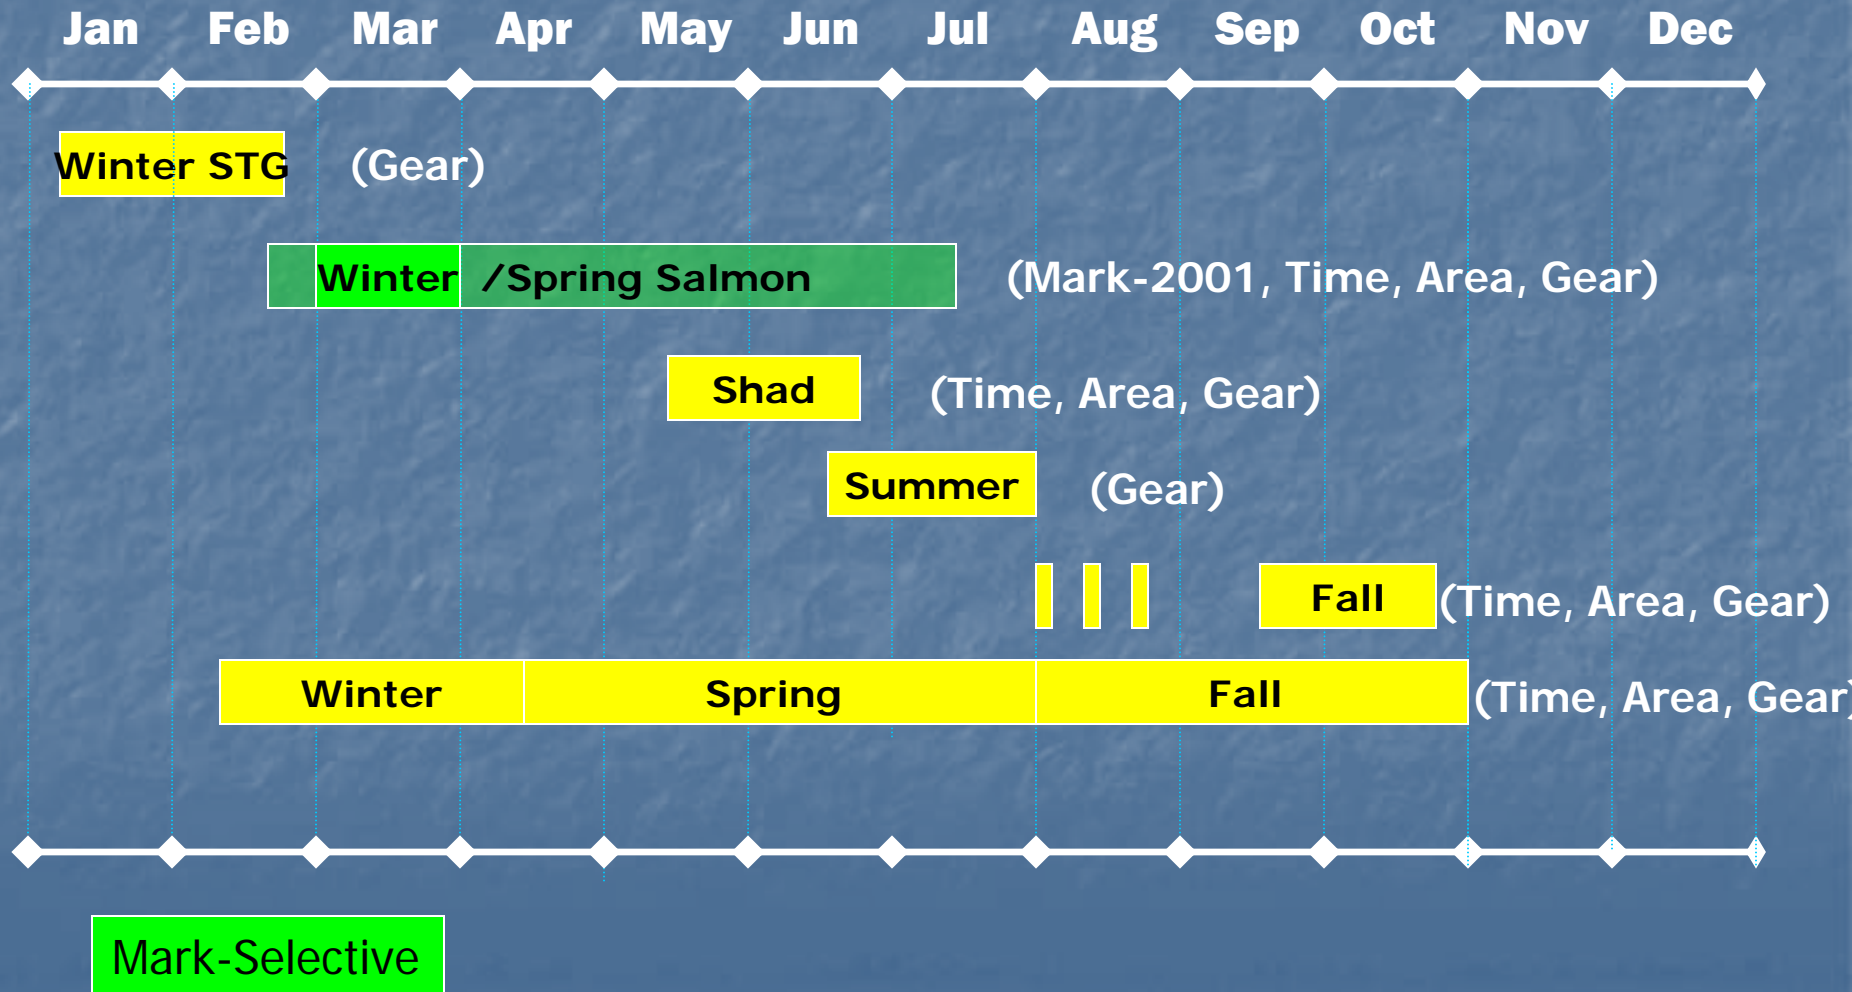 Jan Feb Mar Apr May Jun Jul Aug Sep Oct Nov Dec
Winter STG (Gear)
Winter /Spring Salmon (Mark-2001, Time, Area, Gear)
Shad (Time, Area, Gear)
Summer (Gear)
Fall (Time, Area, Gear)
Winter Spring Fall (Time, Area, Gear)
Mark-Selective